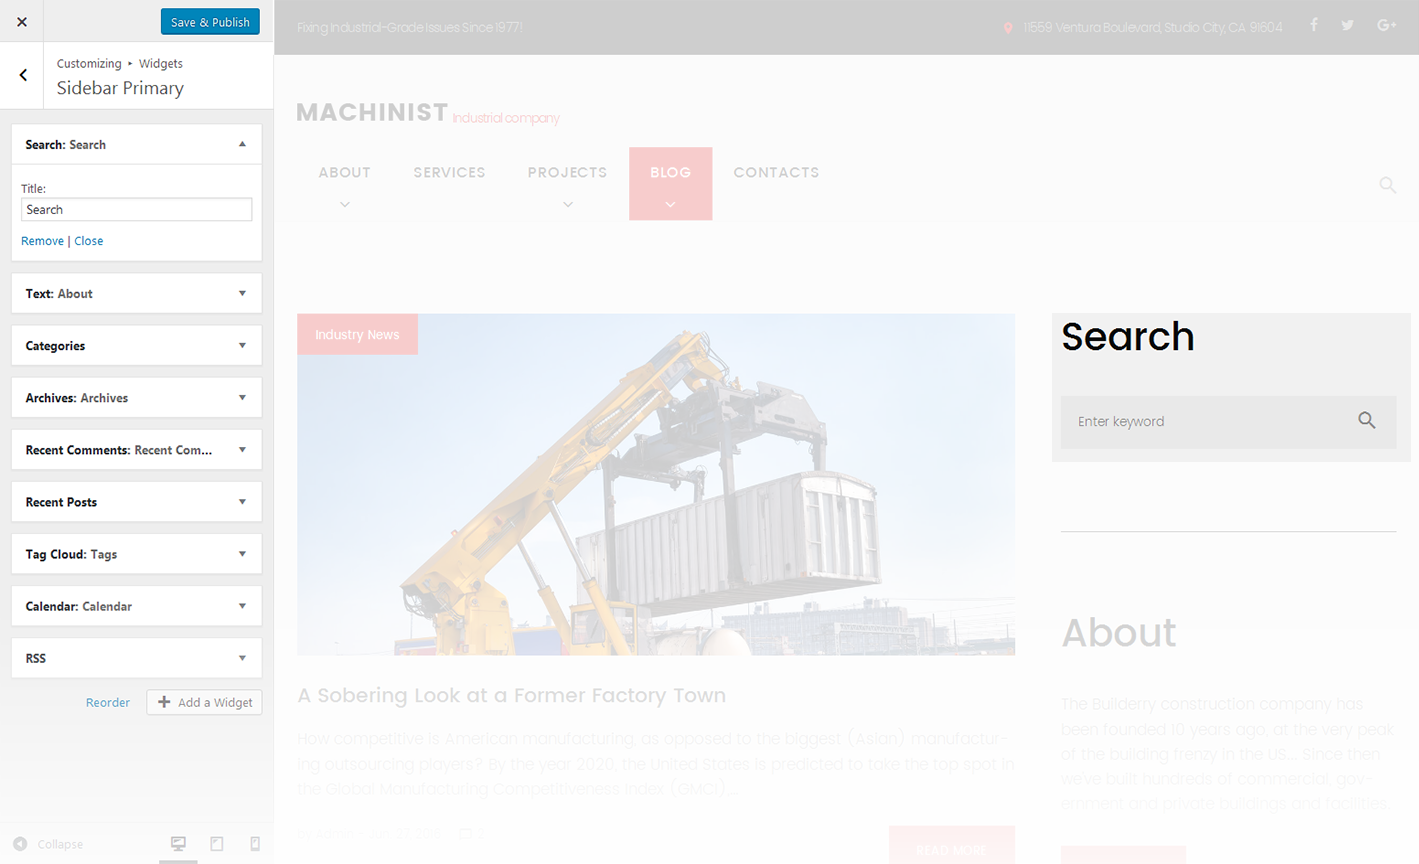 Save & Publish
Customizing ▸ Widgets
Sidebar Primary
Search: Search
Title:
Search
Remove | Close
Text: About
Categories
Archives: Archives
Recent Comments: Recent Com...
Recent Posts
Tag Cloud: Tags
Calendar: Calendar
RSS
Reorder
Add a Widget
Collapse
Fixing Industrial-Grade Issues Since 1977!
11559 Ventura Boulevard, Studio City, CA 91604
MACHINIST Industrial company
ABOUT SERVICES PROJECTS BLOG CONTACTS
Industry News
A Sobering Look at a Former Factory Town
How competitive is American manufacturing, as opposed to the biggest (Asian) manufactur-
ing outsourcing players? By the year 2020, the United States is predicted to take the top spot in
the Global Manufacturing Competitiveness Index (GMCI)...
READ MORE
Search
Enter keyword
About
The Builderry construction company has
been founded 10 years ago, at the very peak
of the building frenzy in the US... Since then
we've built hundreds of commercial, gov-
ernment and private buildings and facilities.